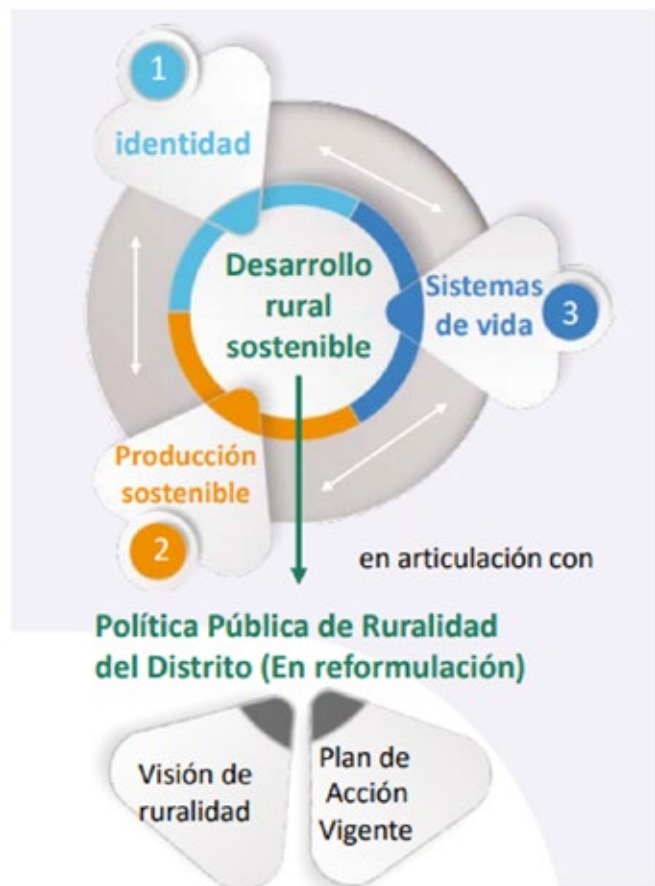 1
identidad
Desarrollo
rural
sostenible
Sistemas
de vida
3
Producción
sostenible
2
en articulación con
Política Pública de Ruralidad
del Distrito (En reformulación)
Visión de
ruralidad
Plan de
Acción
Vigente